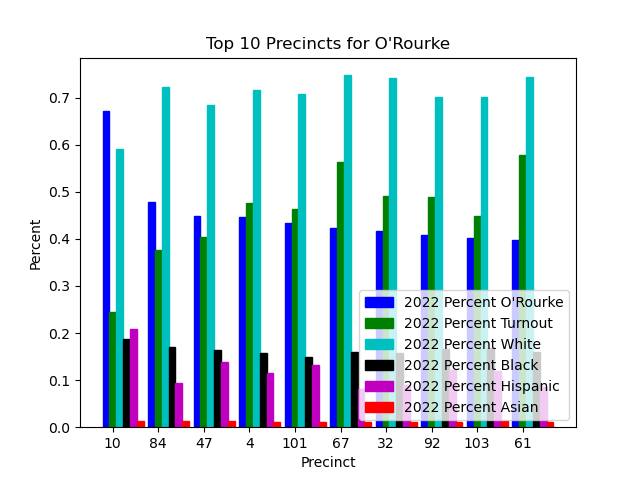 Top 10 Precincts for O'Rourke
Percent
0.7
0.6
0.5
0.4
0.3
0.2
0.1
0.0
2022 Percent O'Rourke
2022 Percent Turnout
2022 Percent White
2022 Percent Black
2022 Percent Hispanic
2022 Percent Asian
10 84 47 4 101 67 32 92 103 61
Precinct